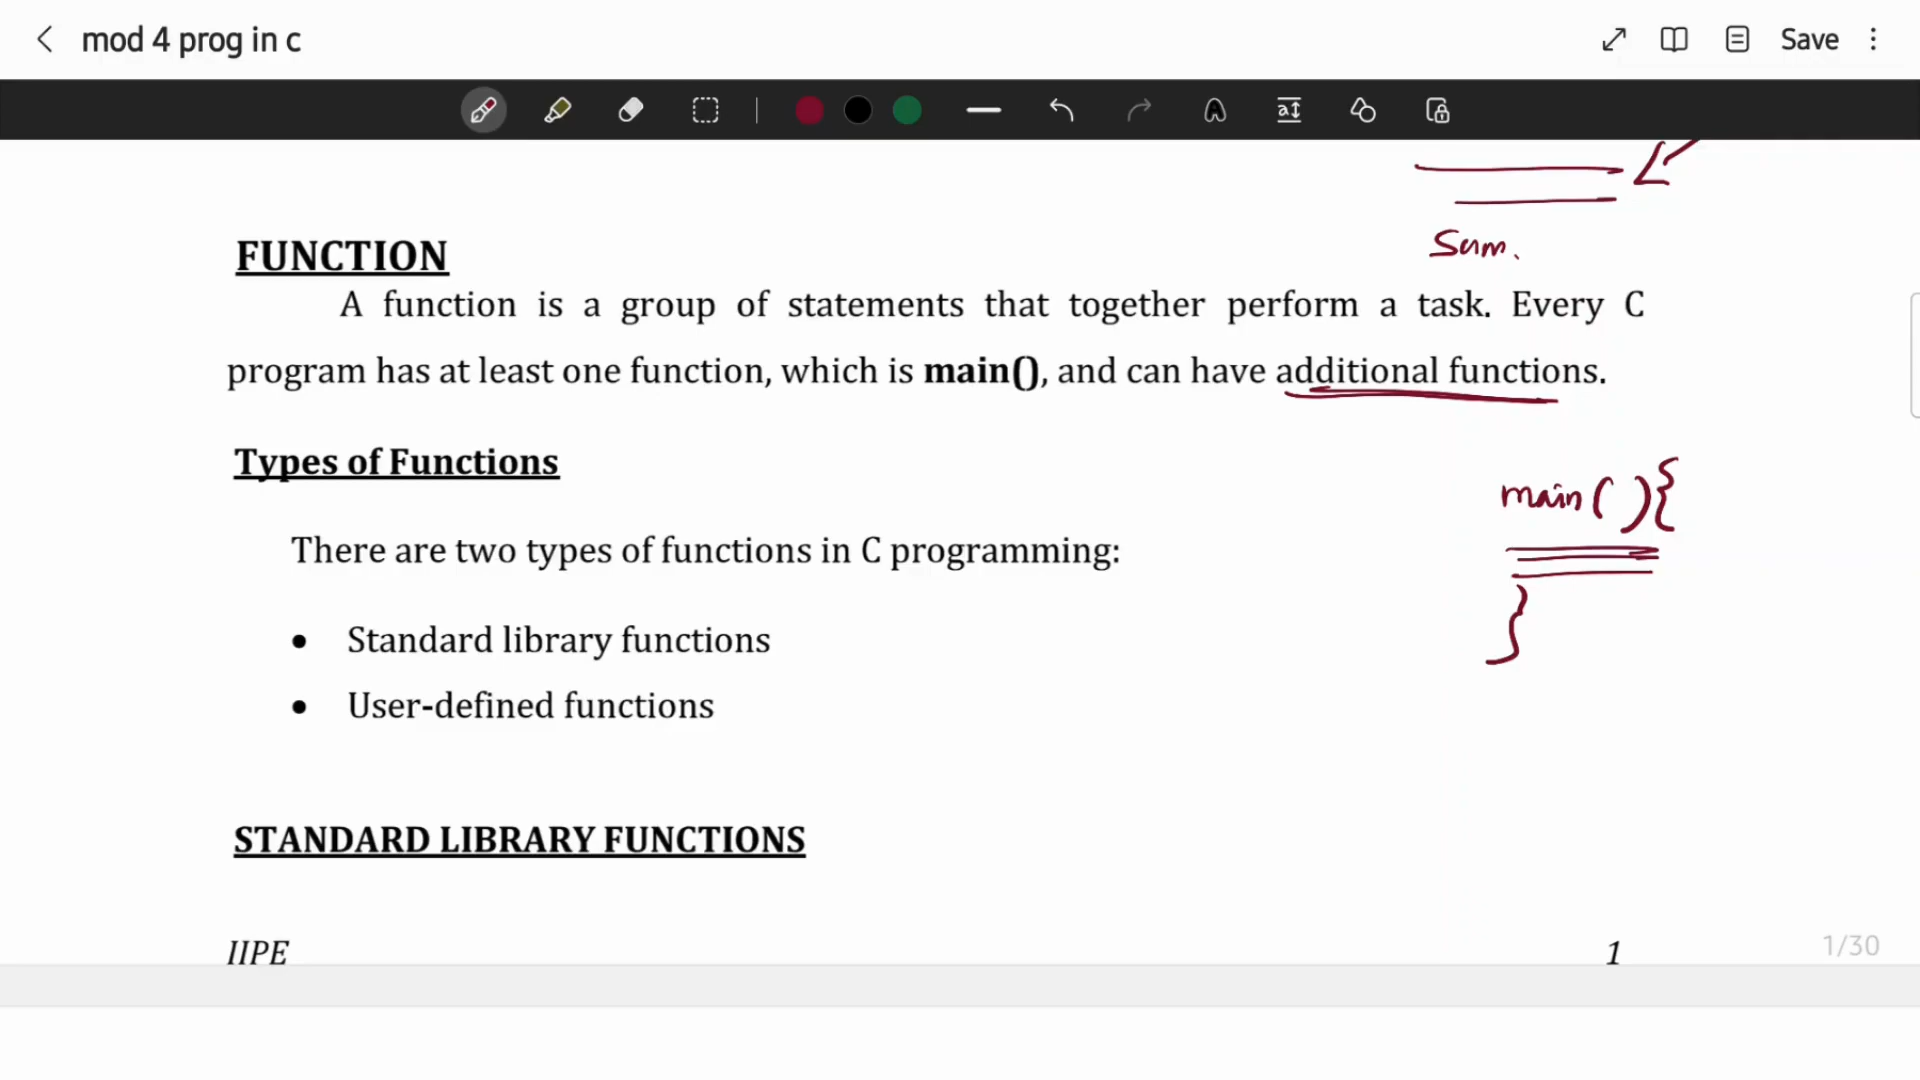 mod 4 prog in c
Save
Sum.
FUNCTION
A function is a group of statements that together perform a task. Every C
program has at least one function, which is main(), and can have additional functions.
Types of Functions
main( ){
There are two types of functions in C programming:
}
• Standard library functions
• User-defined functions
STANDARD LIBRARY FUNCTIONS
IIPE 1
1/30